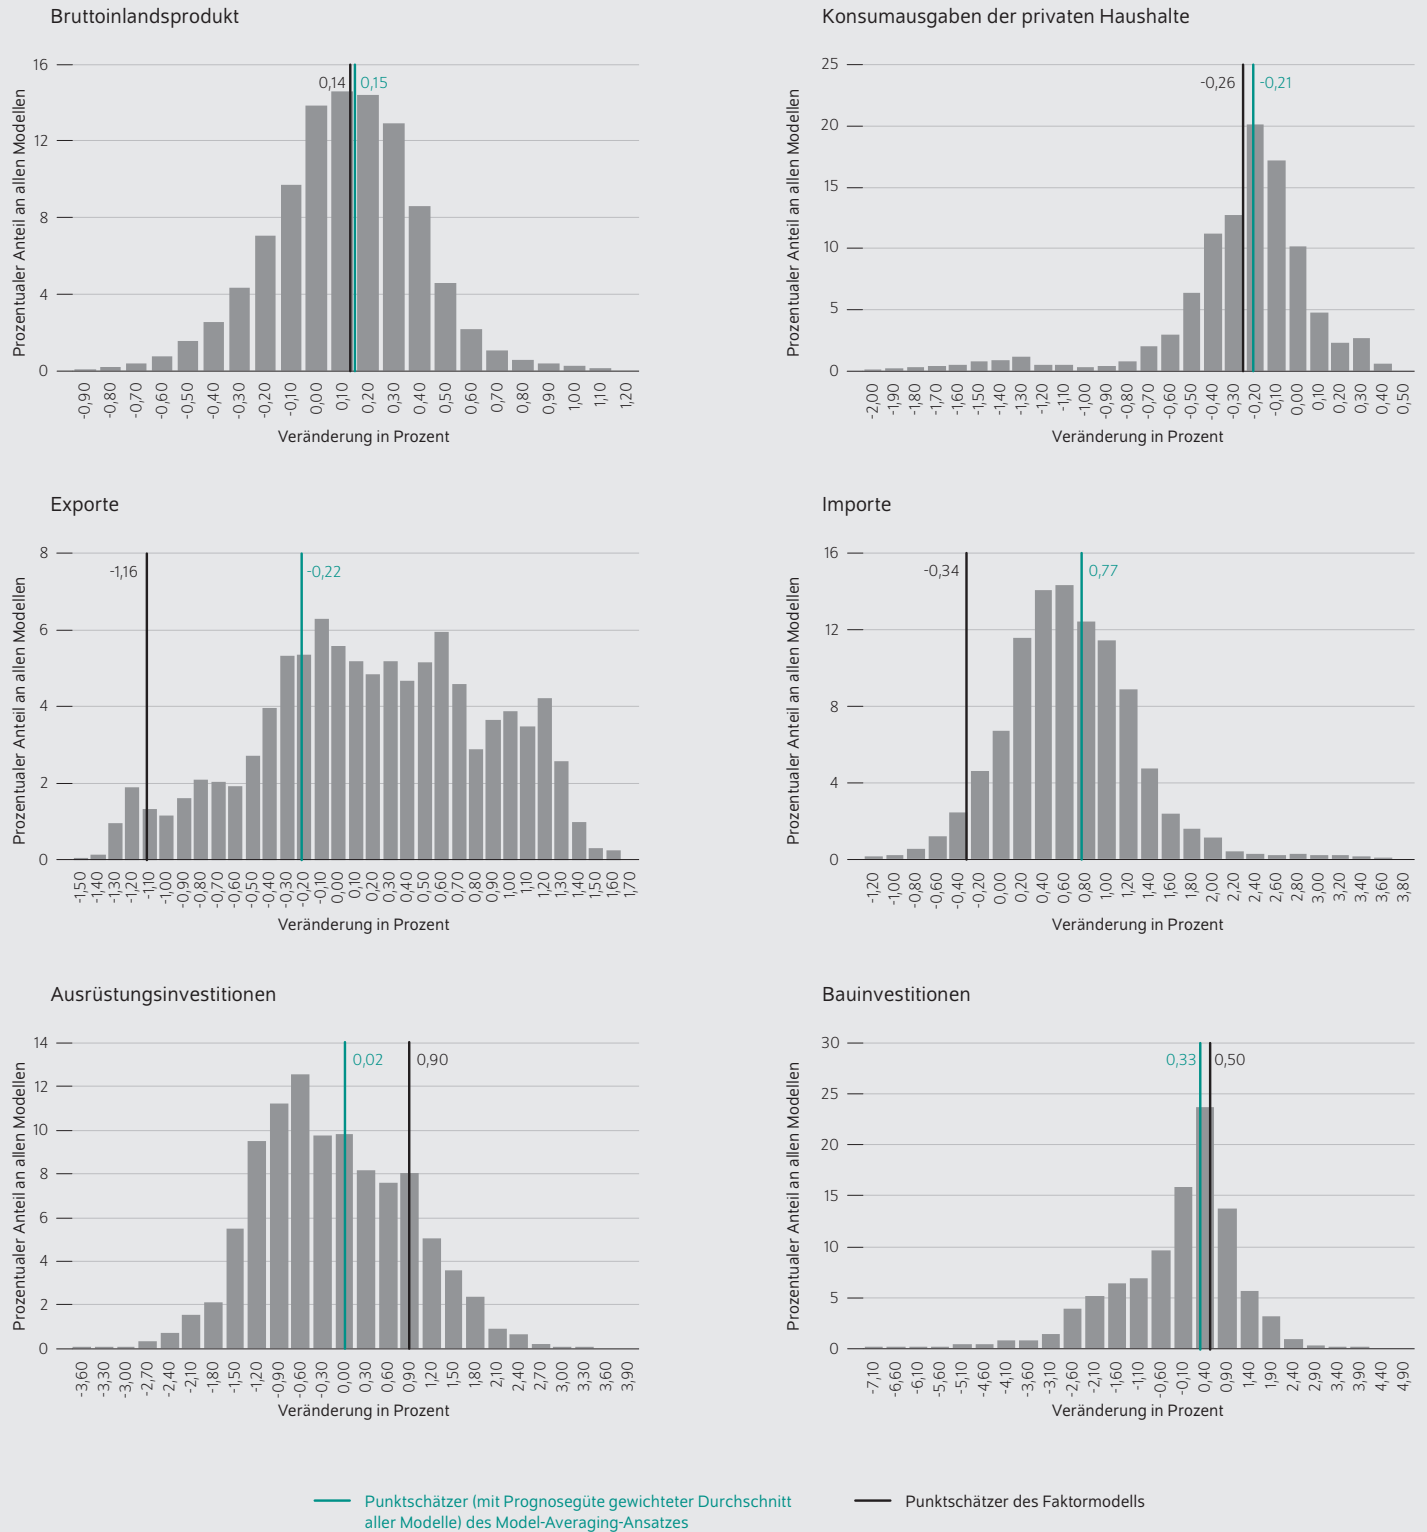 Bruttoinlandsprodukt
Prozentualer Anteil an allen Modellen
16
12
8
4
0
0,14
0,15
-0,90 -0,80 -0,70 -0,60 -0,50 -0,40 -0,30 -0,20 -0,10 0,00 0,10 0,20 0,30 0,40 0,50 0,60 0,70 0,80 0,90 1,00 1,10 1,20
Veränderung in Prozent
Konsumausgaben der privaten Haushalte
Prozentualer Anteil an allen Modellen
25
20
15
10
5
0
-0,26
-0,21
-2,00 -1,90 -1,80 -1,70 -1,60 -1,50 -1,40 -1,30 -1,20 -1,10 -1,00 -0,90 -0,80 -0,70 -0,60 -0,50 -0,40 -0,30 -0,20 -0,10 0,00 0,10 0,20 0,30 0,40 0,50
Veränderung in Prozent
Exporte
Prozentualer Anteil an allen Modellen
8
6
4
2
0
-1,16
-0,22
-1,50 -1,40 -1,30 -1,20 -1,10 -1,00 -0,90 -0,80 -0,70 -0,60 -0,50 -0,40 -0,30 -0,20 -0,10 0,00 0,10 0,20 0,30 0,40 0,50 0,60 0,70 0,80 0,90 1,00 1,10 1,20 1,30 1,40 1,50 1,60 1,70
Veränderung in Prozent
Importe
Prozentualer Anteil an allen Modellen
16
12
8
4
0
-0,34
0,77
-1,20 -1,00 -0,80 -0,60 -0,40 -0,20 0,00 0,20 0,40 0,60 0,80 1,00 1,20 1,40 1,60 1,80 2,00 2,20 2,40 2,60 2,80 3,00 3,20 3,40 3,60 3,80
Veränderung in Prozent
Ausrüstungsinvestitionen
Prozentualer Anteil an allen Modellen
14
12
10
8
6
4
2
0
0,02
0,90
-3,60 -3,30 -3,00 -2,70 -2,40 -2,10 -1,80 -1,50 -1,20 -0,90 -0,60 -0,30 0,00 0,30 0,60 0,90 1,20 1,50 1,80 2,10 2,40 2,70 3,00 3,30 3,60 3,90
Veränderung in Prozent
Bauinvestitionen
Prozentualer Anteil an allen Modellen
30
25
20
15
10
5
0
0,33
0,50
-7,10 -6,60 -6,10 -5,60 -5,10 -4,60 -4,10 -3,60 -3,10 -2,60 -2,10 -1,60 -1,10 -0,60 -0,10 0,40 0,90 1,40 1,90 2,40 2,90 3,40 3,90 4,40 4,90
Veränderung in Prozent
Punktschätzer (mit Prognosegüte gewichteter Durchschnitt
aller Modelle) des Model-Averaging-Ansatzes
Punktschätzer des Faktormodells